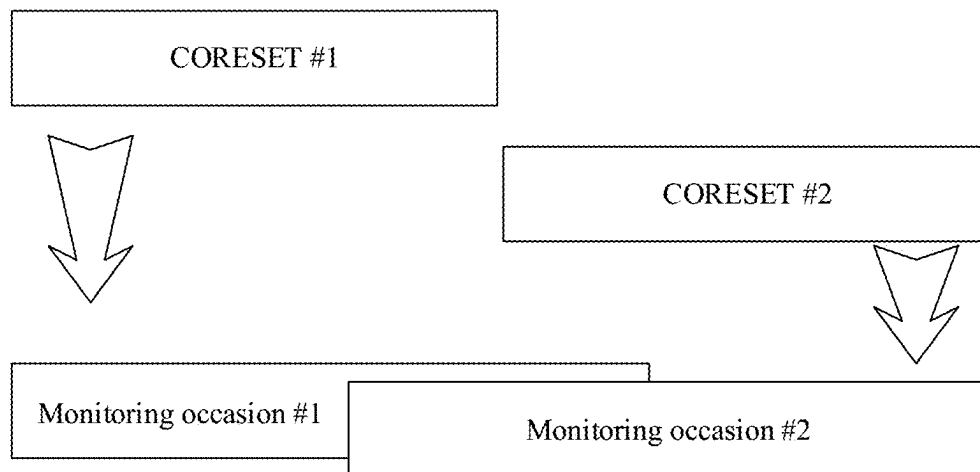 CORESET #1
CORESET #2
Monitoring occasion #1
Monitoring occasion #2